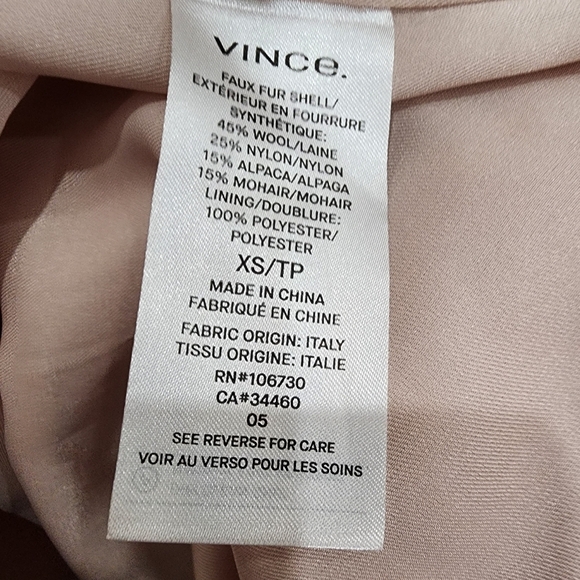 VINCe.
FAUX FUR SHELL/
EXTÉRIEUR EN FOURRURE
SYNTHÉTIQUE:
45% WOOL/LAINE
25% NYLON/NYLON
15% ALPACA/ALPAGA
15% MOHAIR/MOHAIR
LINING/DOUBLURE:
100% POLYESTER/
POLYESTER
XS/TP
MADE IN CHINA
FABRIQUÉ EN CHINE
FABRIC ORIGIN: ITALY
TISSU ORIGINE: ITALIE
RN#106730
CA#34460
05
SEE REVERSE FOR CARE
VOIR AU VERSO POUR LES SOINS